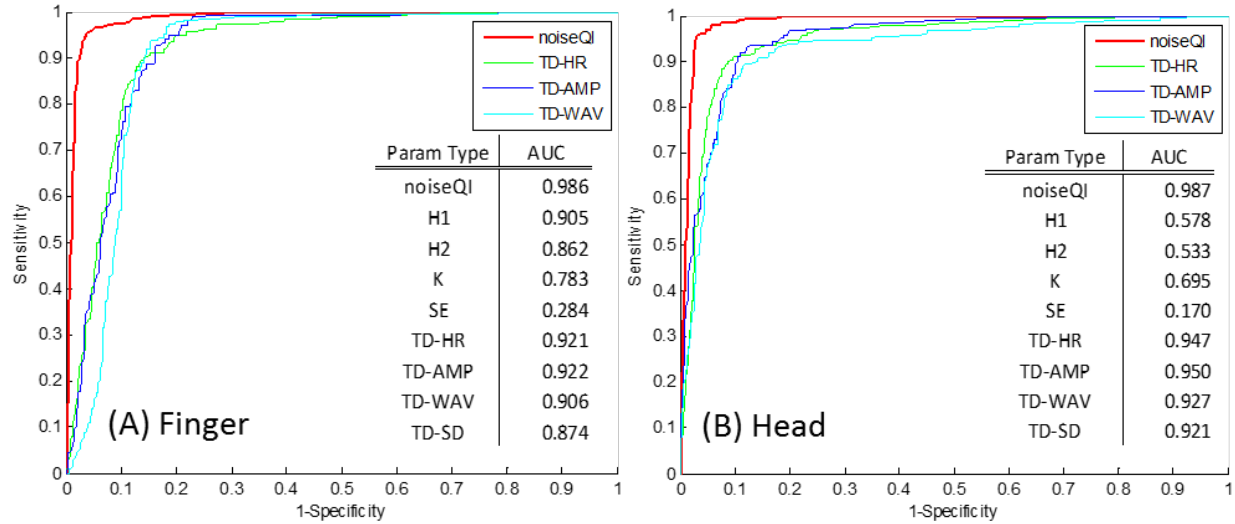 1
0.9
0.8
0.7
0.6
0.5
0.4
0.3
0.2
0.1
0
Sensitivity
noiseQI
TD-HR
TD-AMP
TD-WAV
Param Type AUC
noiseQI 0.986
H1 0.905
H2 0.862
K 0.783
SE 0.284
TD-HR 0.921
TD-AMP 0.922
TD-WAV 0.906
TD-SD 0.874
(A) Finger
0 0.1 0.2 0.3 0.4 0.5 0.6 0.7 0.8 0.9 1
1-Specificity
1
0.9
0.8
0.7
0.6
0.5
0.4
0.3
0.2
0.1
0
Sensitivity
noiseQI
TD-HR
TD-AMP
TD-WAV
Param Type AUC
noiseQI 0.987
H1 0.578
H2 0.533
K 0.695
SE 0.170
TD-HR 0.947
TD-AMP 0.950
TD-WAV 0.927
TD-SD 0.921
(B) Head
0 0.1 0.2 0.3 0.4 0.5 0.6 0.7 0.8 0.9 1
1-Specificity